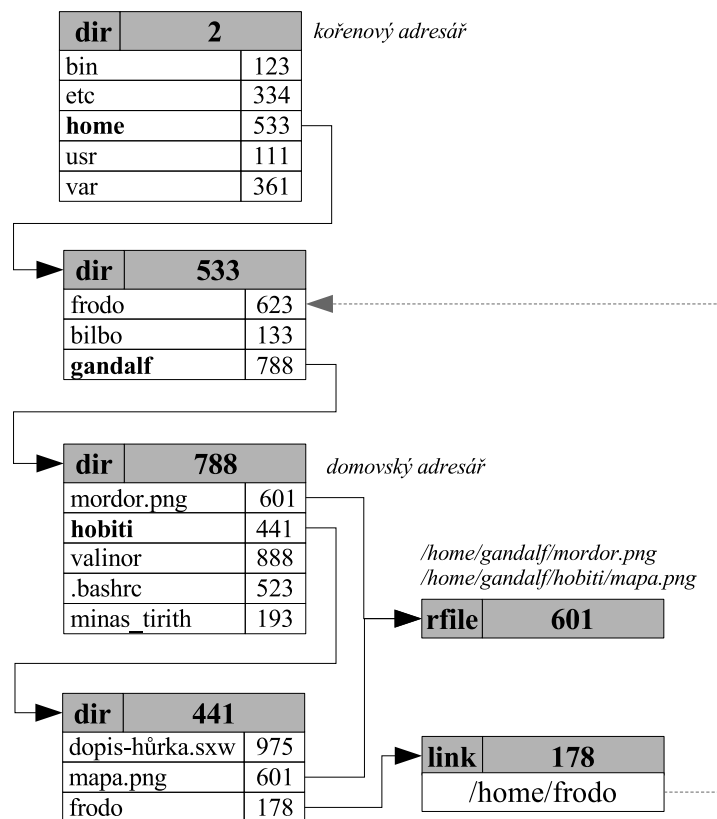 dir 2 kořenový adresář
bin 123
etc 334
home 533
usr 111
var 361
dir 533
frodo 623
bilbo 133
gandalf 788
dir 788 domovský adresář
mordor.png 601
hobiti 441
valinor 888
.bashrc 523
minas_tirith 193
/home/gandalf/mordor.png
/home/gandalf/hobiti/mapa.png
rfile 601
dir 441
dopis-hůrka.sxw 975
mapa.png 601
frodo 178
link 178
/home/frodo